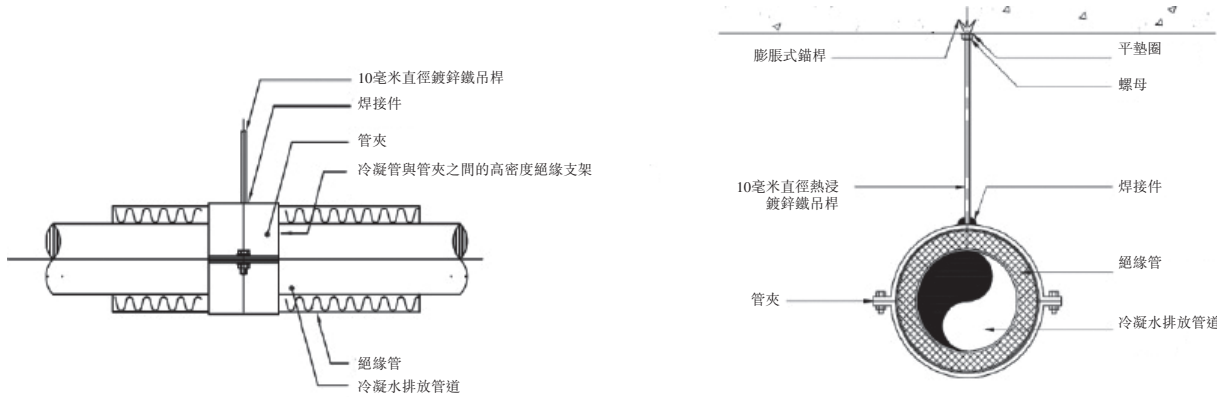 10毫米直徑鍍鋅鐵吊桿
焊接件
管夾
冷凝管與管夾之間的高密度絕緣支架
絕緣管
冷凝水排放管道
膨脹式錨桿
平墊圈
螺母
10毫米直徑熱浸
鍍鋅鐵吊桿
焊接件
絕緣管
管夾
冷凝水排放管道